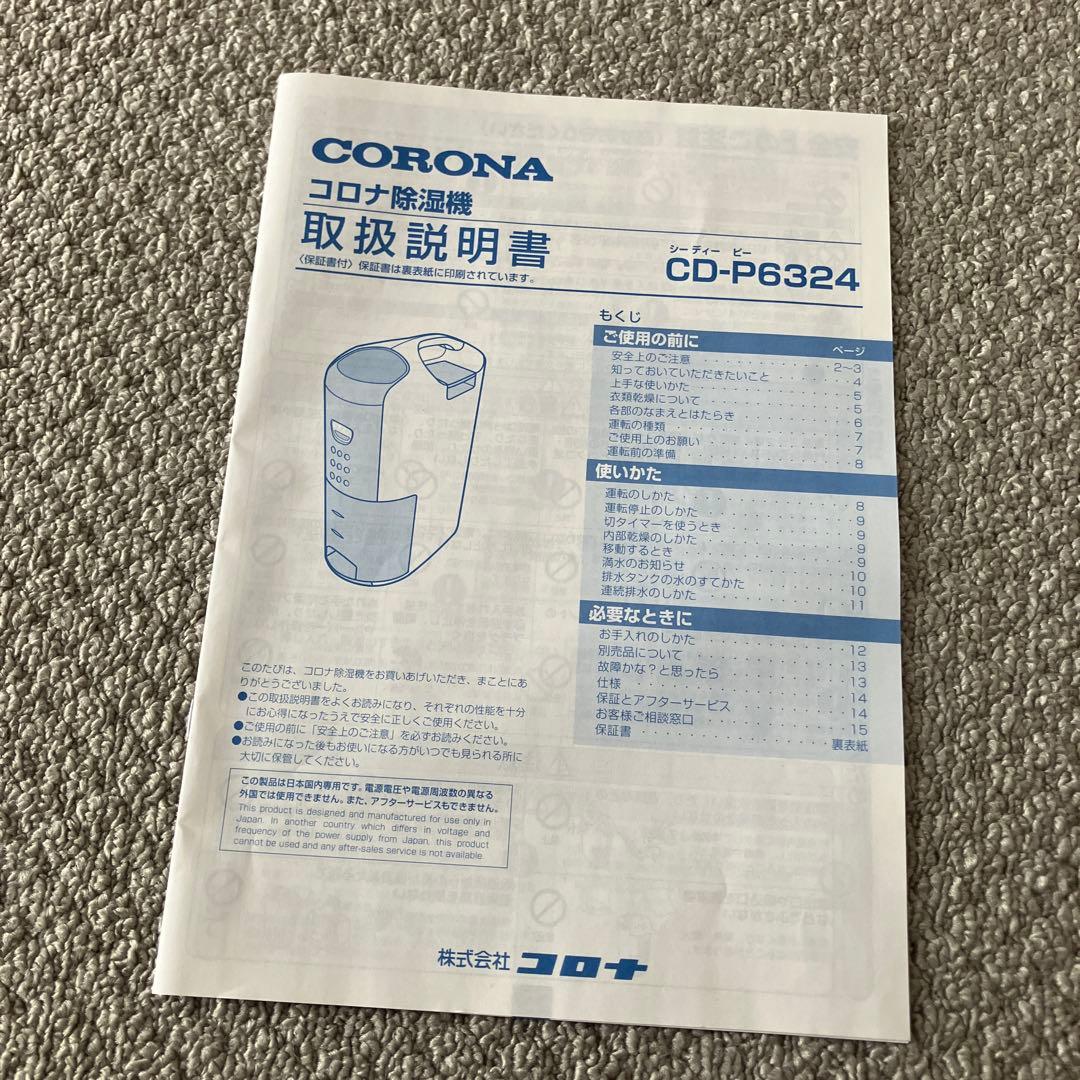 CORONA
コロナ除湿機
取扱説明書
〈保証書付〉保証書は裏表紙に印刷されています。
シー ディー ピー
CD-P6324
もくじ
ご使用の前に ページ
安全上のご注意 ・・・・・・・・・・ 2〜3
知っておいていただきたいこと ・・・・・・・ 4
上手な使いかた ・・・・・・・・・・ 5
衣類乾燥について ・・・・・・・・・・ 5
各部のなまえとはたらき ・・・・・・・・ 6
運転の種類 ・・・・・・・・・・ 7
ご使用上のお願い ・・・・・・・・・・ 7
運転前の準備 ・・・・・・・・・・ 8
使いかた
運転のしかた ・・・・・・・・・・ 8
運転停止のしかた ・・・・・・・・・・ 9
切タイマーを使うとき ・・・・・・・・・ 9
内部乾燥のしかた ・・・・・・・・・・ 9
移動するとき ・・・・・・・・・・ 9
満水のお知らせ ・・・・・・・・・・ 10
排水タンクの水のすてかた ・・・・・・・ 10
連続排水のしかた ・・・・・・・・・・ 11
必要なときに
お手入れのしかた ・・・・・・・・・・ 12
別売品について ・・・・・・・・・・ 13
故障かな？と思ったら ・・・・・・・・・ 13
仕様 ・・・・・・・・・・ 14
保証とアフターサービス ・・・・・・・・ 14
お客様ご相談窓口 ・・・・・・・・・・ 15
保証書 ・・・・・・・・・・ 裏表紙
このたびは、コロナ除湿機をお買いあげいただき、まことにあ
りがとうございました。
●この取扱説明書をよくお読みになり、それぞれの性能を十分
にお心得になったうえで安全に正しくご使用ください。
●ご使用の前に「安全上のご注意」を必ずお読みください。
●お読みになった後もお使いになる方がいつでも見られる所に
大切に保管してください。
この製品は日本国内専用です。電源電圧や電源周波数の異なる
外国では使用できません。また、アフターサービスもできません。
This product is designed and manufactured for use only in
Japan. In another country which differs in voltage and
frequency of the power supply from Japan, this product
cannot be used and any after-sales service is not available.
株式会社 コロナ